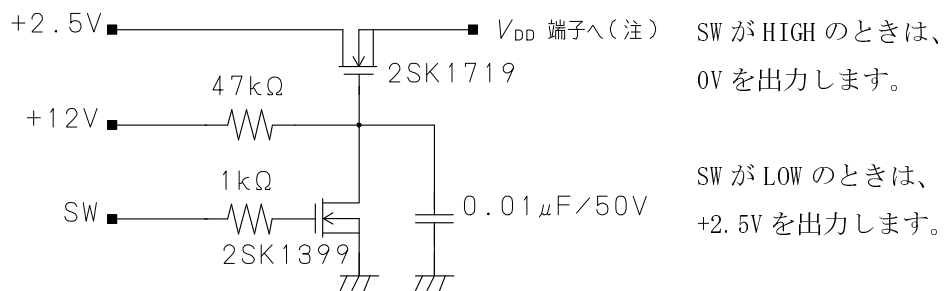 +2.5V
VDD 端子へ(注)
2SK1719
47kΩ
+12V
1kΩ
SW
2SK1399
0.01μF/50V
SW が HIGH のときは、
0V を出力します。
SW が LOW のときは、
+2.5V を出力します。